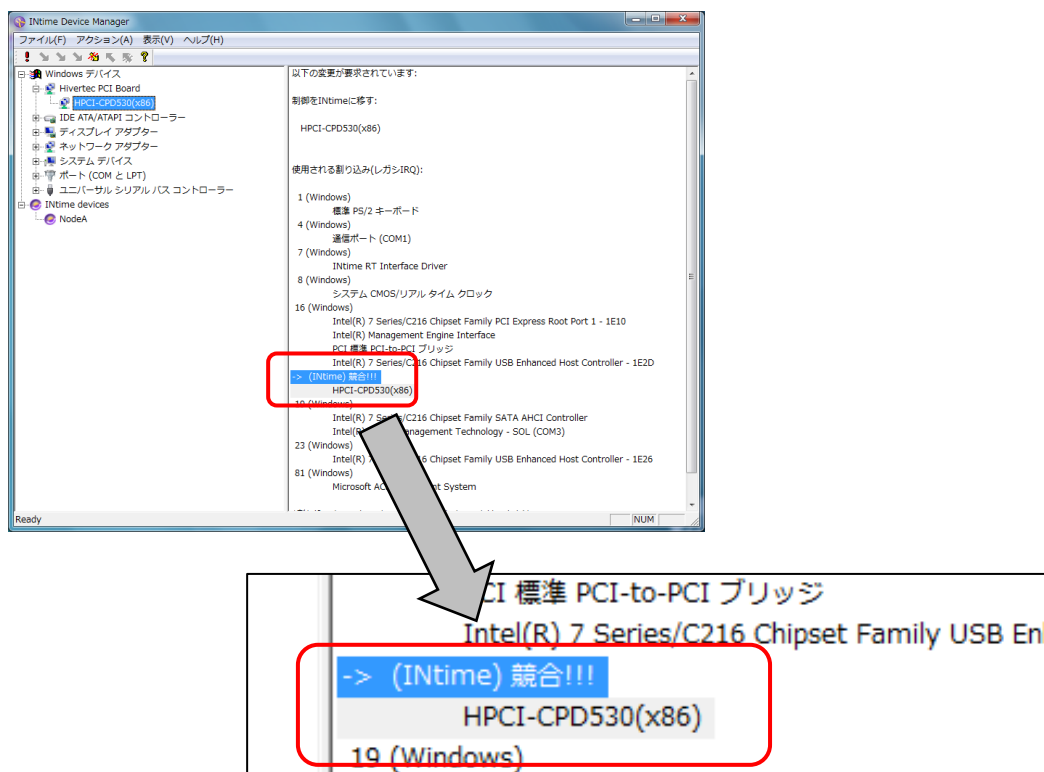 INtime Device Manager
ファイル(F) アクション(A) 表示(V) ヘルプ(H)
Windows デバイス
Hivertec PCI Board
HPCI-CPD530(x86)
IDE ATA/ATAPI コントローラー
ディスプレイ アダプター
ネットワーク アダプター
システム デバイス
ポート (COM と LPT)
ユニバーサル シリアル バス コントローラー
INtime devices
NodeA
以下の変更が要求されています:
制御をINtimeに移す:
HPCI-CPD530(x86)
使用される割り込み(レガシIRQ):
1 (Windows)
標準 PS/2 キーボード
4 (Windows)
通信ポート (COM1)
7 (Windows)
INtime RT Interface Driver
8 (Windows)
システム CMOS/リアル タイム クロック
16 (Windows)
Intel(R) 7 Series/C216 Chipset Family PCI Express Root Port 1 - 1E10
Intel(R) Management Engine Interface
PCI 標準 PCI-to-PCI ブリッジ
Intel(R) 7 Series/C216 Chipset Family USB Enhanced Host Controller - 1E2D
-> (INtime) 競合!!!
HPCI-CPD530(x86)
19 (Windows)
Intel(R) 7 Series/C216 Chipset Family SATA AHCI Controller
Intel(R) Management Technology - SOL (COM3)
23 (Windows)
Intel(R) 6 Chipset Family USB Enhanced Host Controller - 1E26
81 (Windows)
Microsoft AC t System
Ready
NUM
CI 標準 PCI-to-PCI ブリッジ
Intel(R) 7 Series/C216 Chipset Family USB En
-> (INtime) 競合!!!
HPCI-CPD530(x86)
19 (Windows)